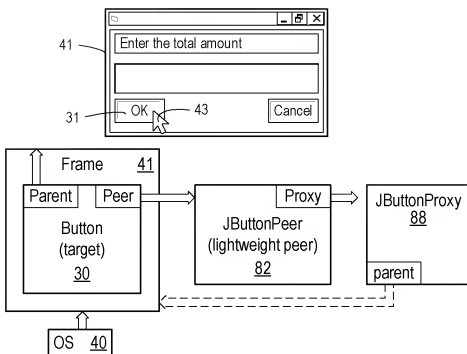 41
Enter the total amount
31
OK
43
Cancel
Frame 41
Parent Peer
Button
(target)
30
Proxy
JButtonPeer
(lightweight peer)
82
JButtonProxy
88
parent
OS 40